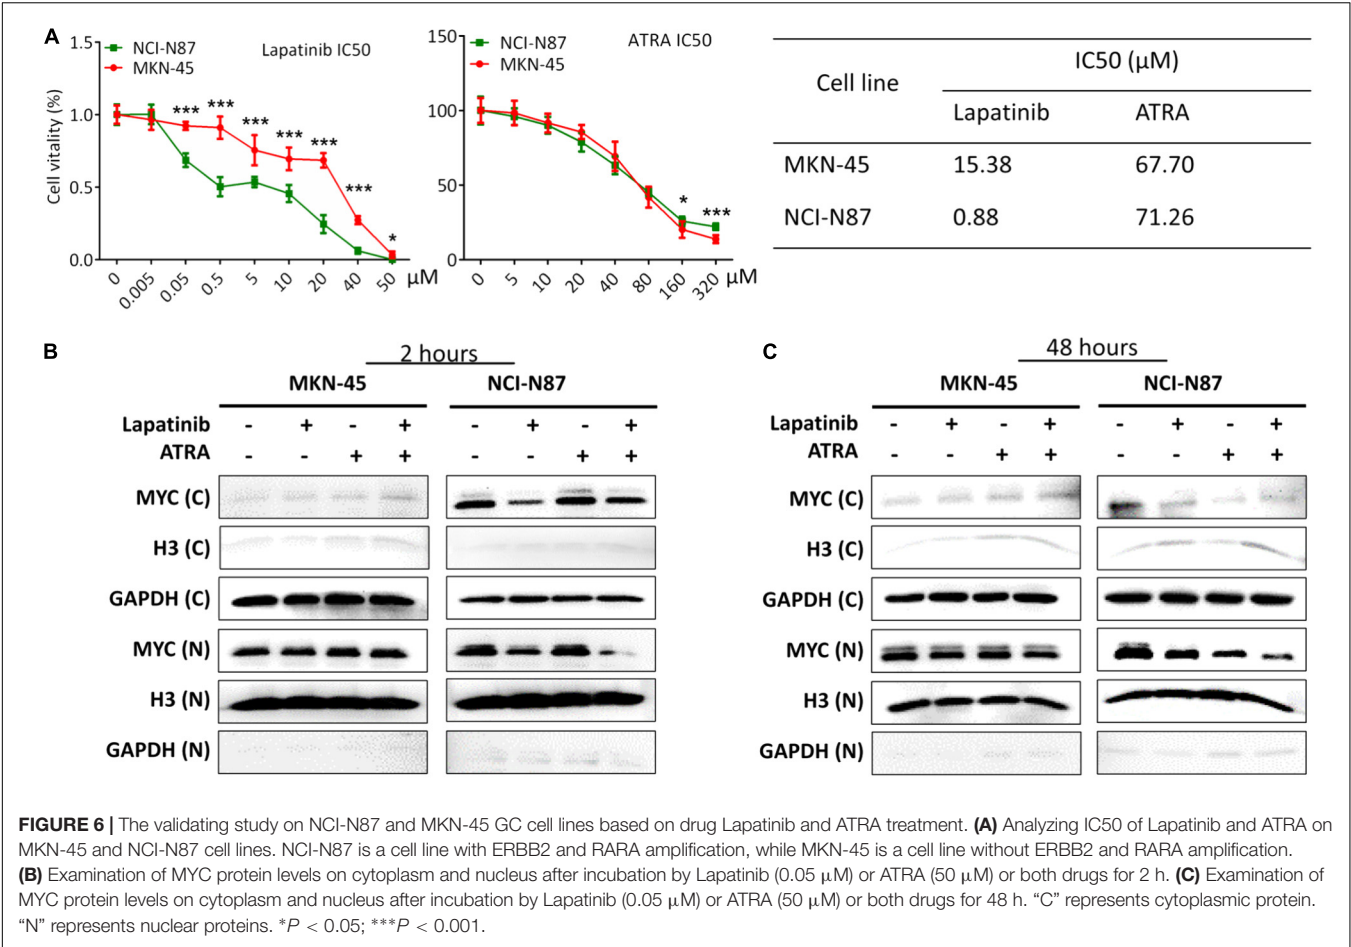 A
1.5
1.0
0.5
0.0
Cell vitality (%)
NCI-N87
MKN-45
Lapatinib IC50
***
***
***
***
***
***
*
0
0.005
0.05
0.5
5
10
20
40
50
μM
150
100
50
0
NCI-N87
MKN-45
ATRA IC50
*
***
0
5
10
20
40
80
160
320
μM
Cell line
IC50 (μM)
Lapatinib ATRA
MKN-45 15.38 67.70
NCI-N87 0.88 71.26
B
2 hours
MKN-45 NCI-N87
Lapatinib - + - + - + - +
ATRA - - + + - - + +
MYC (C)
H3 (C)
GAPDH (C)
MYC (N)
H3 (N)
GAPDH (N)
C
48 hours
MKN-45 NCI-N87
Lapatinib - + - + - + - +
ATRA - - + + - - + +
MYC (C)
H3 (C)
GAPDH (C)
MYC (N)
H3 (N)
GAPDH (N)
FIGURE 6 | The validating study on NCI-N87 and MKN-45 GC cell lines based on drug Lapatinib and ATRA treatment. (A) Analyzing IC50 of Lapatinib and ATRA on
MKN-45 and NCI-N87 cell lines. NCI-N87 is a cell line with ERBB2 and RARA amplification, while MKN-45 is a cell line without ERBB2 and RARA amplification.
(B) Examination of MYC protein levels on cytoplasm and nucleus after incubation by Lapatinib (0.05 μM) or ATRA (50 μM) or both drugs for 2 h. (C) Examination of
MYC protein levels on cytoplasm and nucleus after incubation by Lapatinib (0.05 μM) or ATRA (50 μM) or both drugs for 48 h. "C" represents cytoplasmic protein.
"N" represents nuclear proteins. *P < 0.05; ***P < 0.001.